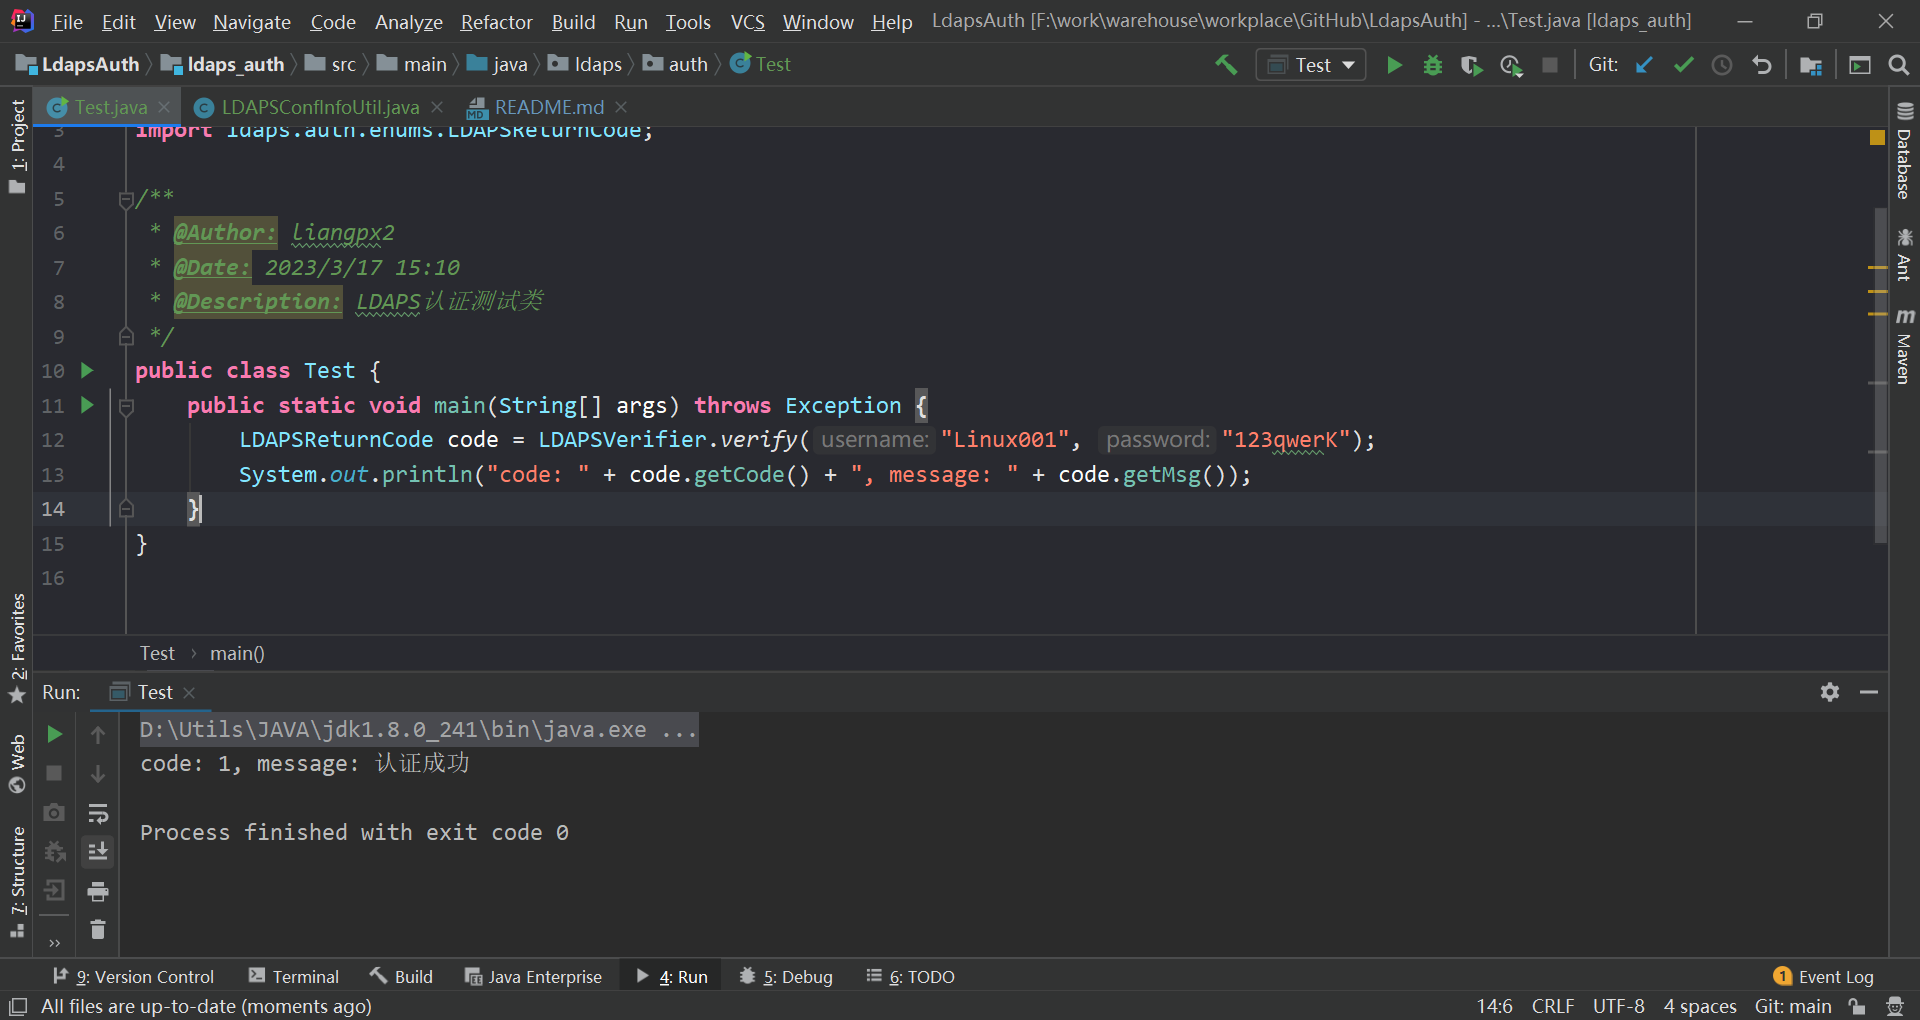 File Edit View Navigate Code Analyze Refactor Build Run Tools VCS Window Help LdapsAuth [F:\work\warehouse\workplace\GitHub\LdapsAuth] - ...\Test.java [ldaps_auth]
LdapsAuth ldaps_auth src main java ldaps auth Test Test Git:
Test.java LDAPSConfInfoUtil.java README.md
1: Project
2: Favorites
Web
7: Structure
3 import ldaps.auth.enums.LDAPSReturnCode;
4
5 /**
6 * @Author: liangpx2
7 * @Date: 2023/3/17 15:10
8 * @Description: LDAPS认证测试类
9 */
10 public class Test {
11 public static void main(String[] args) throws Exception {
12 LDAPSReturnCode code = LDAPSVerifier.verify( username: "Linux001", password: "123qwerK");
13 System.out.println("code: " + code.getCode() + ", message: " + code.getMsg());
14 }
15 }
16
Database
Ant
Maven
Test › main()
Run: Test
D:\Utils\JAVA\jdk1.8.0_241\bin\java.exe ...
code: 1, message: 认证成功
Process finished with exit code 0
9: Version Control Terminal Build Java Enterprise 4: Run 5: Debug 6: TODO 1 Event Log
All files are up-to-date (moments ago) 14:6 CRLF UTF-8 4 spaces Git: main